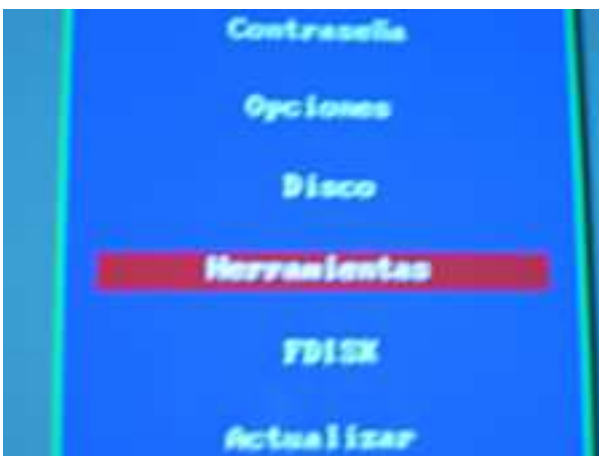 Contraseña
Opciones
Disco
Herramientas
FDISK
Actualizar